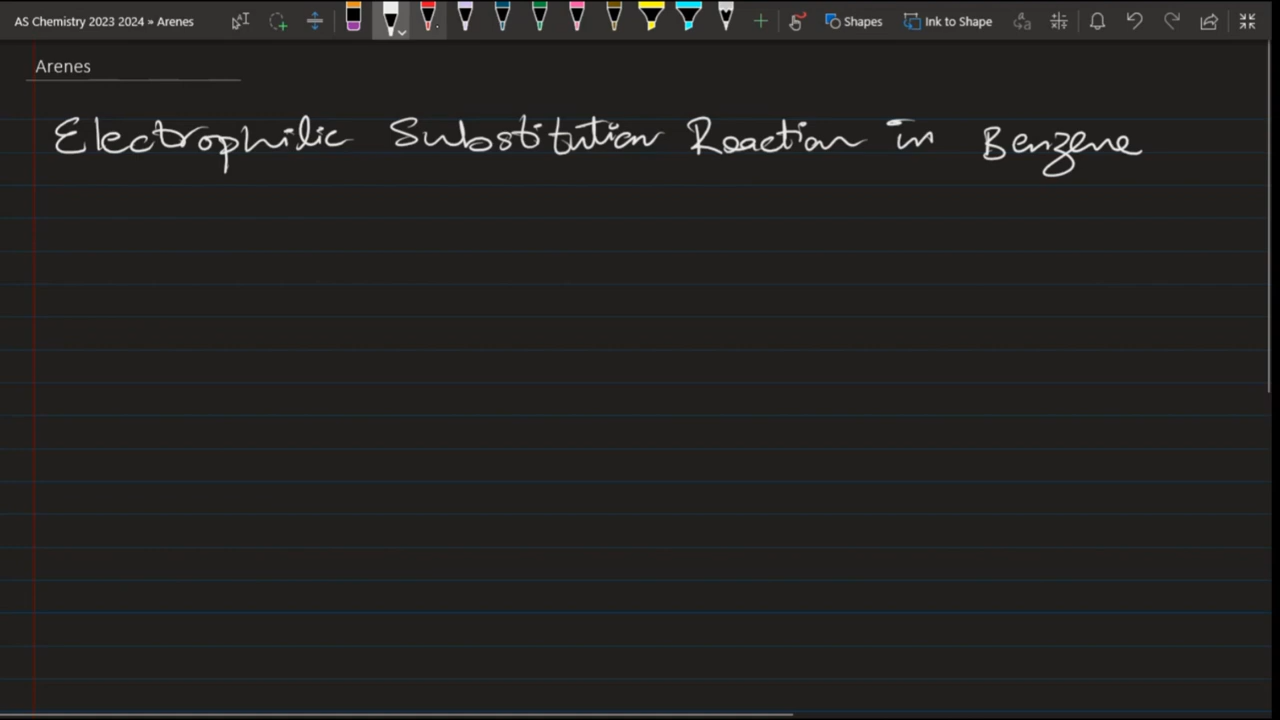 AS Chemistry 2023 2024 » Arenes
Shapes
Ink to Shape
Arenes
Electrophilic Substitution Reaction in Benzene